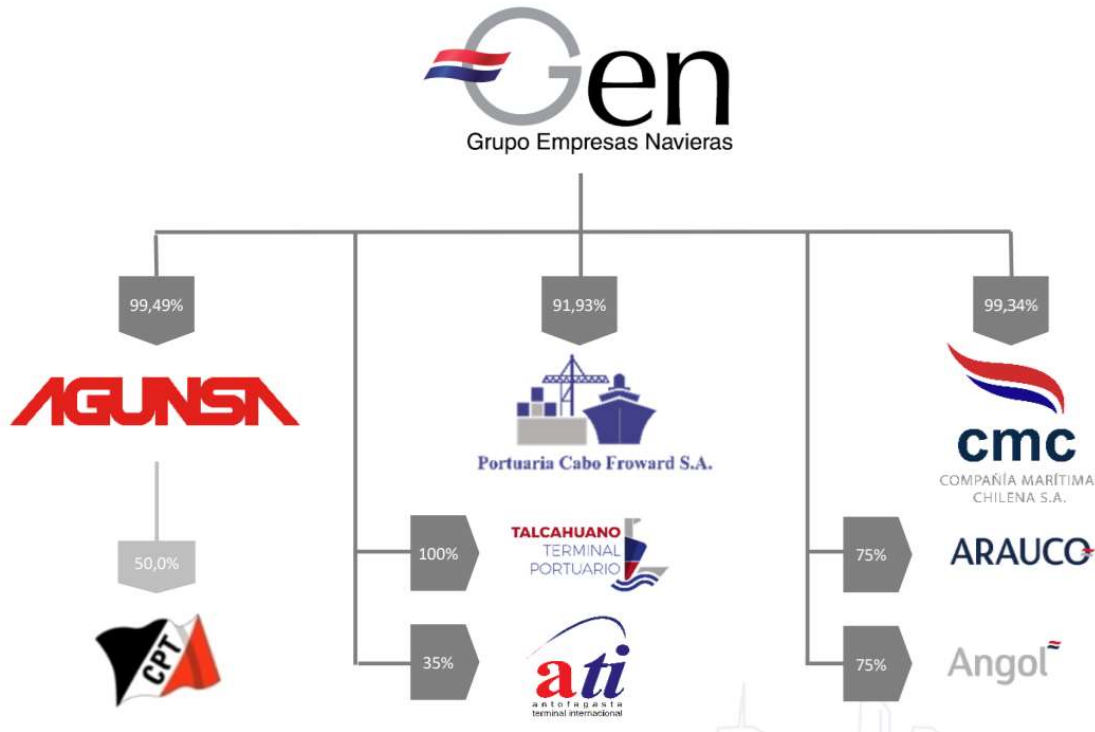 Gen
Grupo Empresas Navieras
99,49%
91,93%
99,34%
AGUNSA
Portuaria Cabo Froward S.A.
cmc
COMPAÑÍA MARÍTIMA
CHILENA S.A.
50,0%
CPT
100%
TALCAHUANO
TERMINAL
PORTUARIO
35%
ati
antofagasta
terminal internacional
75%
ARAUCO
75%
Angol